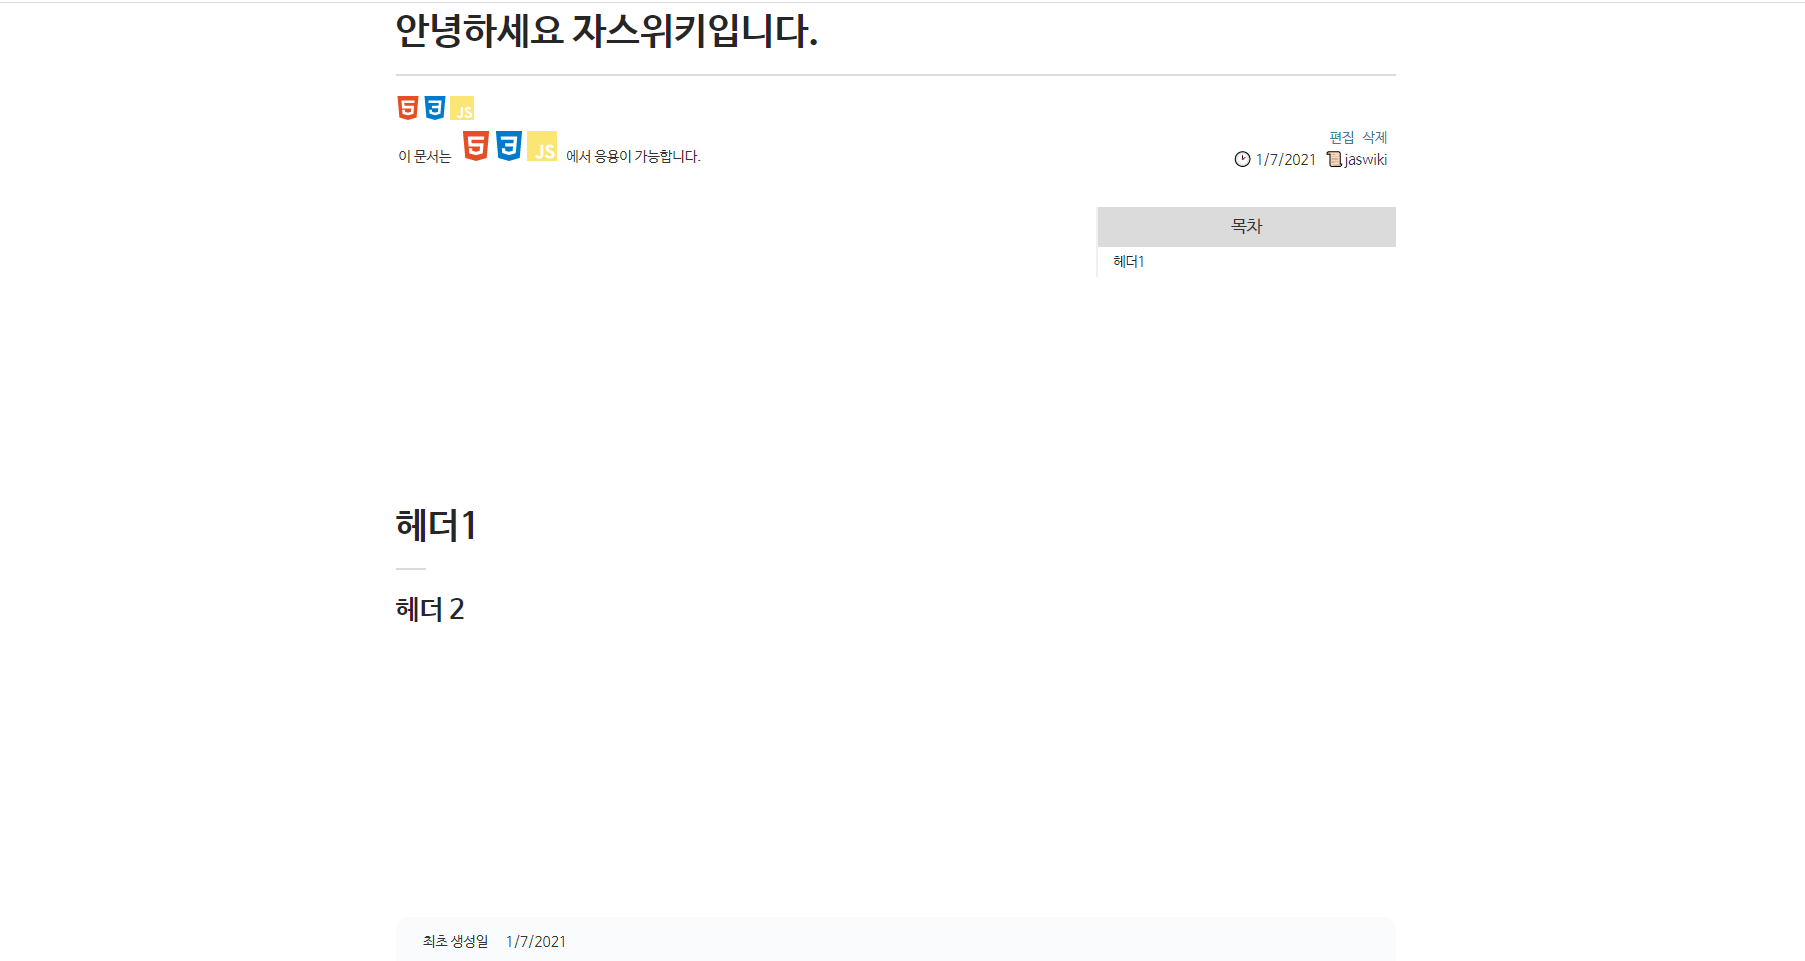 안녕하세요 자스위키입니다.
5 3 JS
이 문서는 5 3 JS 에서 응용이 가능합니다.
편집 삭제
1/7/2021 jaswiki
목차
헤더1
헤더1
헤더 2
최초 생성일 1/7/2021